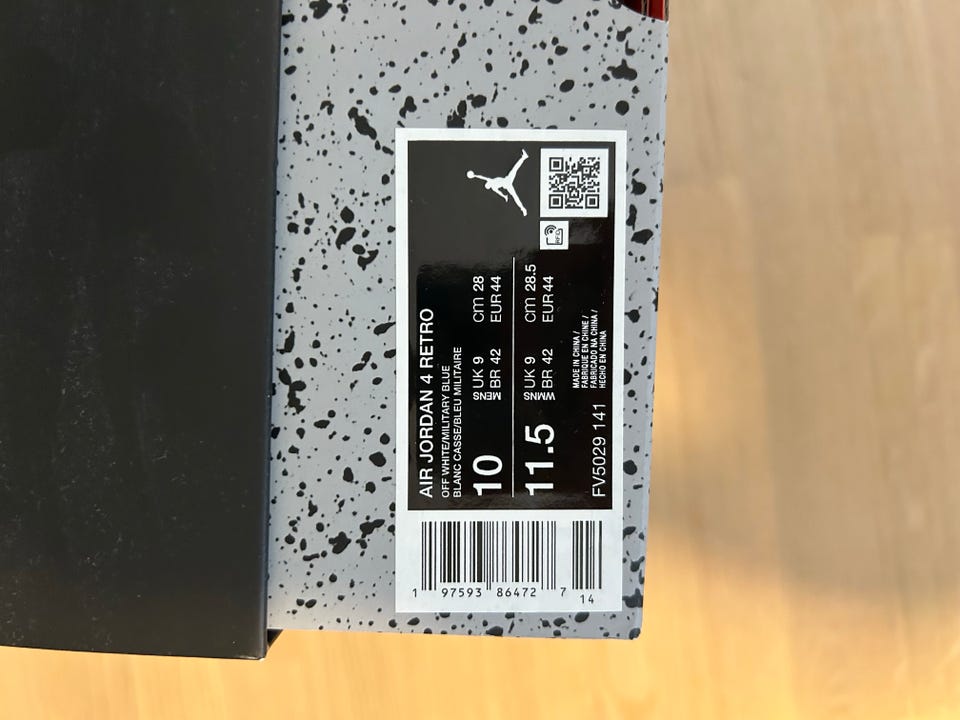 AIR JORDAN 4 RETRO
OFF WHITE/MILITARY BLUE
BLANC CASSE/BLEU MILITAIRE
10 MENS UK 9 cm 28
BR 42 EUR 44
11.5 WMNS UK 9 cm 28.5
BR 42 EUR 44
FV5029 141
MADE IN CHINA /
FABRIQUE EN CHINE /
FABRICADO NA CHINA /
HECHO EN CHINA
RFID
1 97593 86472 7 14